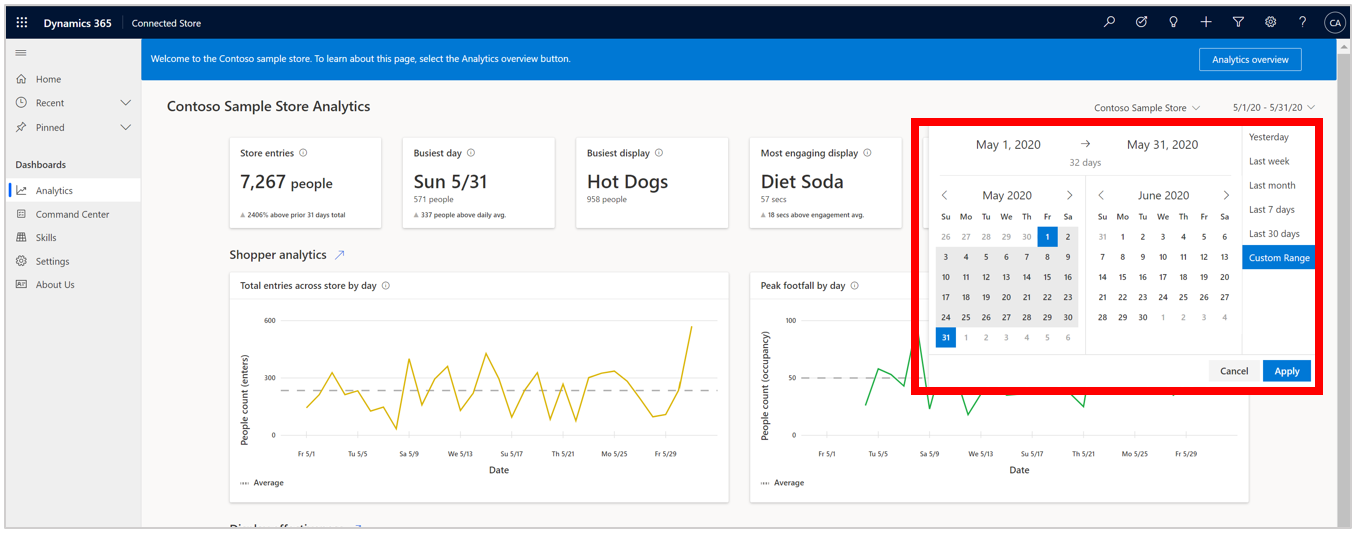 Dynamics 365 Connected Store
CA
Welcome to the Contoso sample store. To learn about this page, select the Analytics overview button.
Analytics overview
Home
Recent
Pinned
Dashboards
Analytics
Command Center
Skills
Settings
About Us
Contoso Sample Store Analytics
Contoso Sample Store
5/1/20 - 5/31/20
Store entries
7,267 people
2406% above prior 31 days total
Busiest day
Sun 5/31
571 people
337 people above daily avg.
Busiest display
Hot Dogs
958 people
Most engaging display
Diet Soda
57 secs
18 secs above engagement avg.
May 1, 2020 → May 31, 2020
32 days
May 2020
Su Mo Tu We Th Fr Sa
26 27 28 29 30 1 2
3 4 5 6 7 8 9
10 11 12 13 14 15 16
17 18 19 20 21 22 23
24 25 26 27 28 29 30
31 1 2 3 4 5 6
June 2020
Su Mo Tu We Th Fr Sa
31 1 2 3 4 5 6
7 8 9 10 11 12 13
14 15 16 17 18 19 20
21 22 23 24 25 26 27
28 29 30 1 2 3 4
Yesterday
Last week
Last month
Last 7 days
Last 30 days
Custom Range
Cancel
Apply
Shopper analytics
Total entries across store by day
People count (enters)
600
300
0
Fr 5/1 Tu 5/5 Sa 5/9 We 5/13 Su 5/17 Th 5/21 Mo 5/25 Fr 5/29
Date
Average
Peak footfall by day
People count (occupancy)
100
50
0
Fr 5/1 Tu 5/5 Sa 5/9 We 5/13 Su 5/17 Th 5/21 Mo 5/25 Fr 5/29
Date
Average